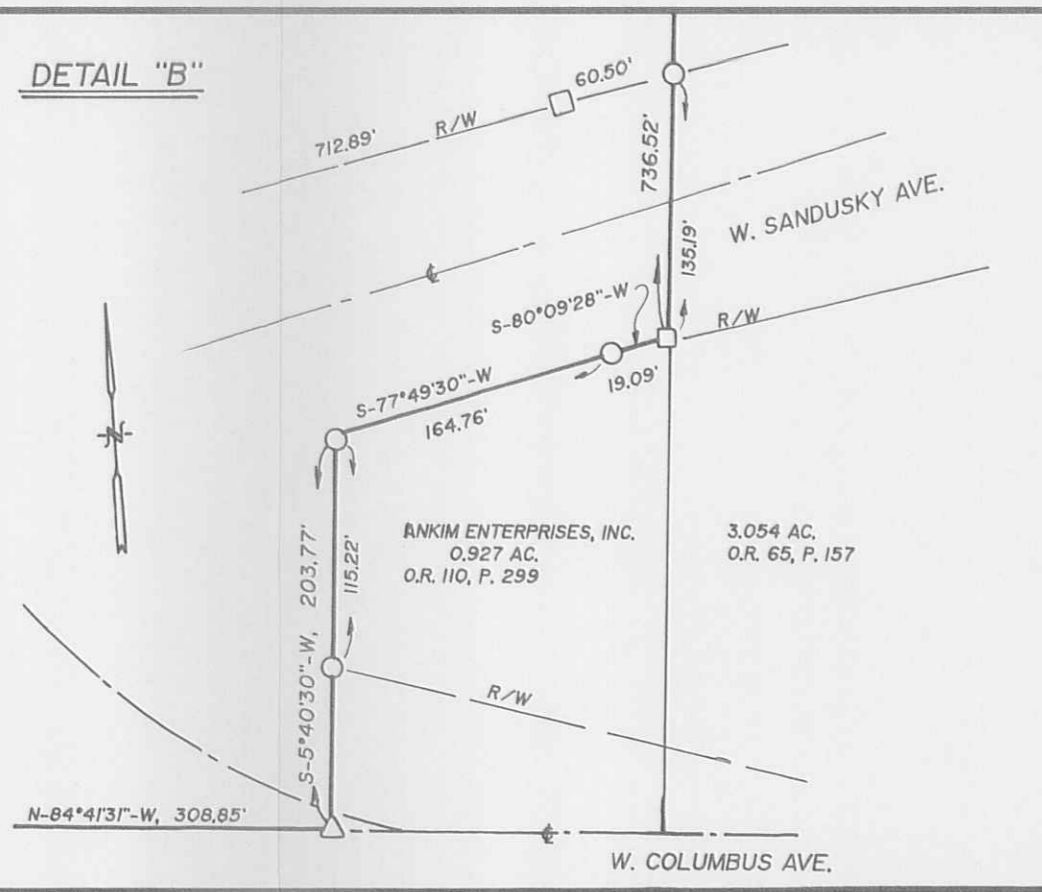 DETAIL "B"
60.50'
R/W
712.89'
736.52'
W. SANDUSKY AVE.
135.19'
℄
S-80°09'28"-W
R/W
19.09'
S-77°49'30"-W
164.76'
N
ANKIM ENTERPRISES, INC.
0.927 AC.
O.R. 110, P. 299
3.054 AC.
O.R. 65, P. 157
S-5°40'30"-W, 203.77'
115.22'
R/W
N-84°41'31"-W, 308.85'
℄
W. COLUMBUS AVE.